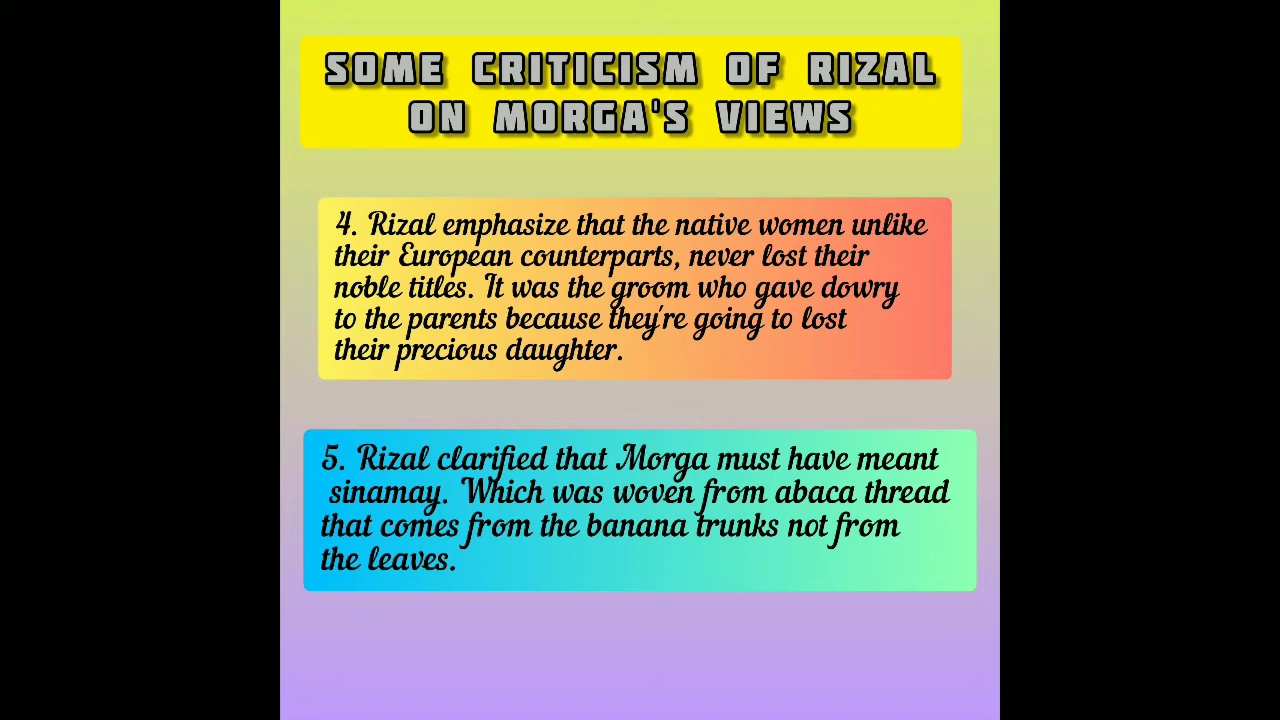 SOME CRITICISM OF RIZAL
ON MORGA'S VIEWS
4. Rizal emphasize that the native women unlike
their European counterparts, never lost their
noble titles. It was the groom who gave dowry
to the parents because they're going to lost
their precious daughter.
5. Rizal clarified that Morga must have meant
sinamay. Which was woven from abaca thread
that comes from the banana trunks not from
the leaves.